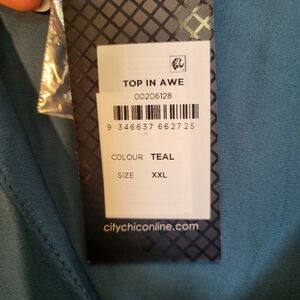 TOP IN AWE
00206128
9 346637 662725
COLOUR TEAL
SIZE XXL
citychiconline.com